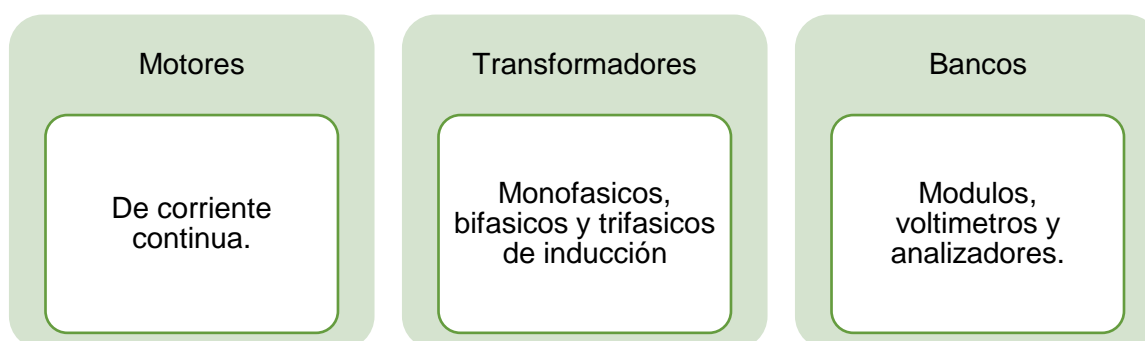 Motores
De corriente
continua.
Transformadores
Monofasicos,
bifasicos y trifasicos
de inducción
Bancos
Modulos,
voltimetros y
analizadores.